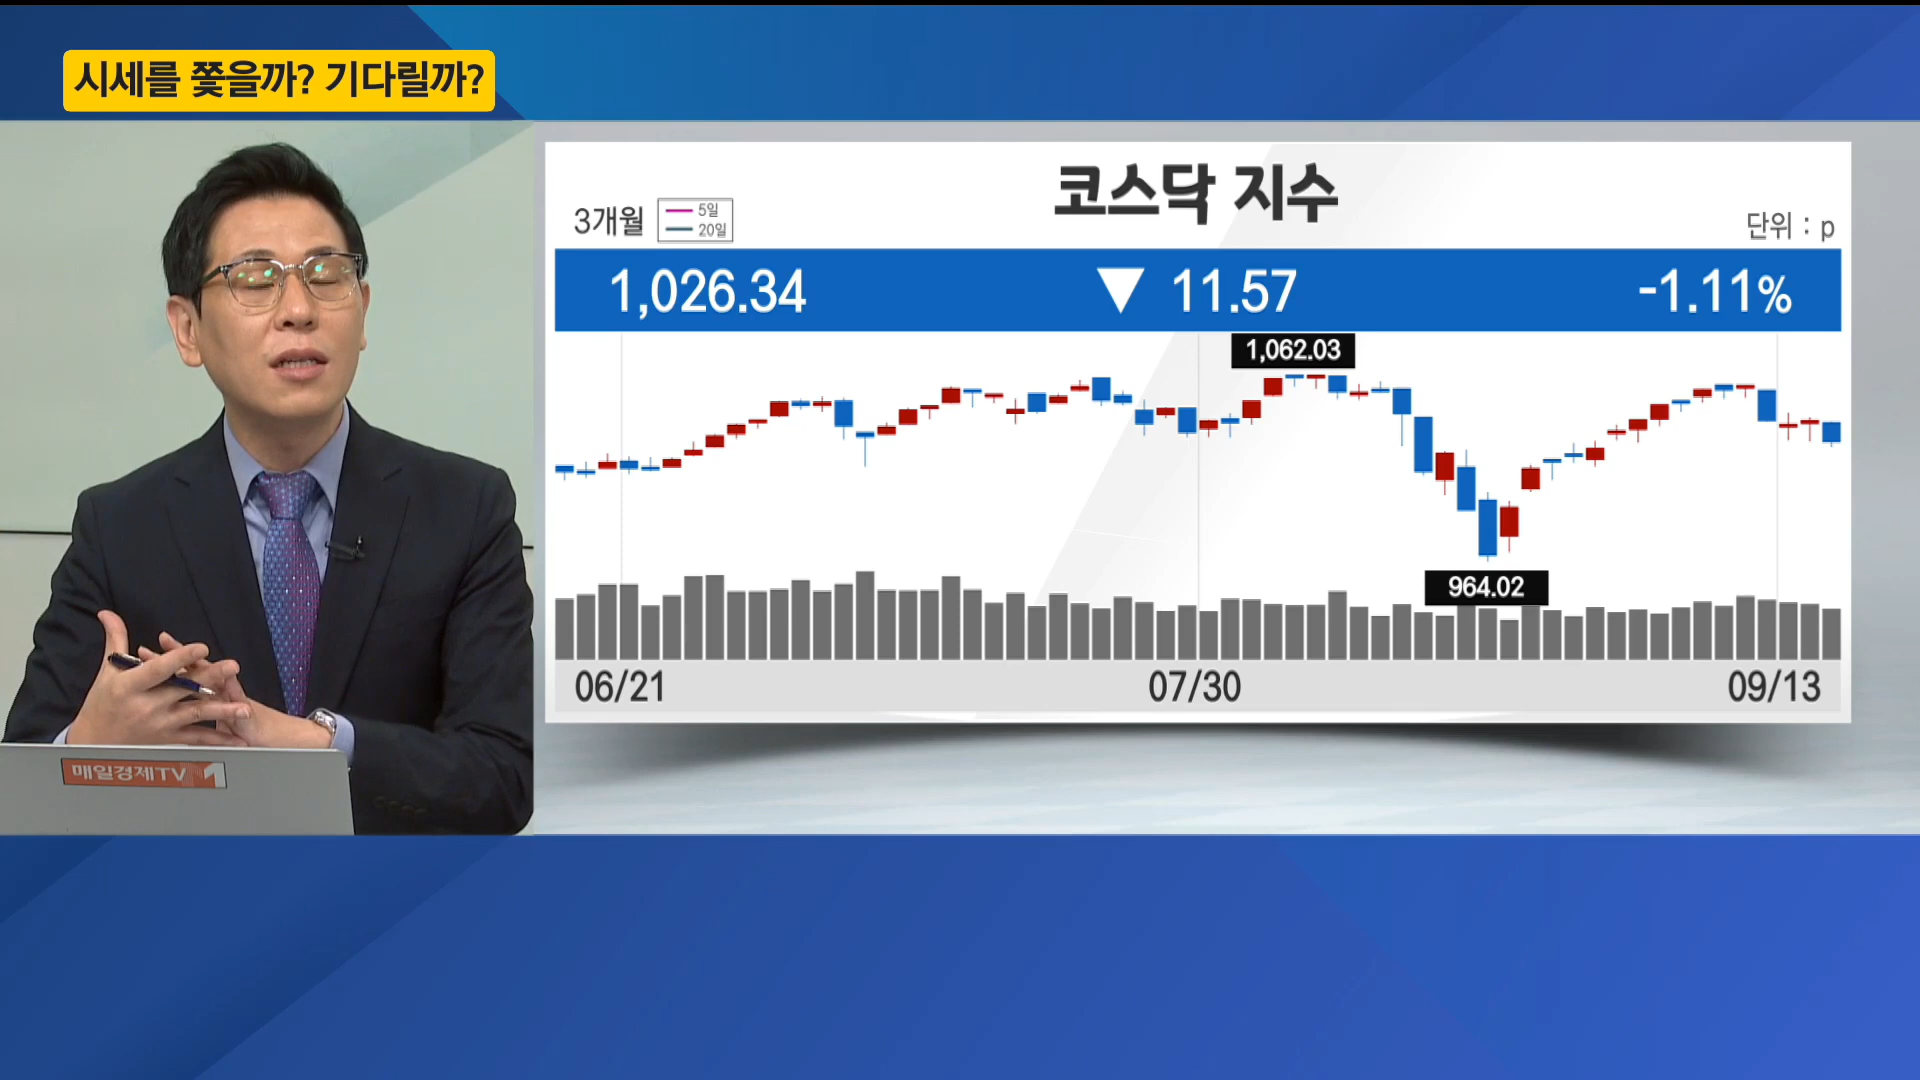 시세를 쫓을까? 기다릴까?
코스닥 지수
3개월
5일
20일
단위 : p
1,026.34 ▼ 11.57 -1.11%
1,062.03
964.02
06/21 07/30 09/13
매일경제TV